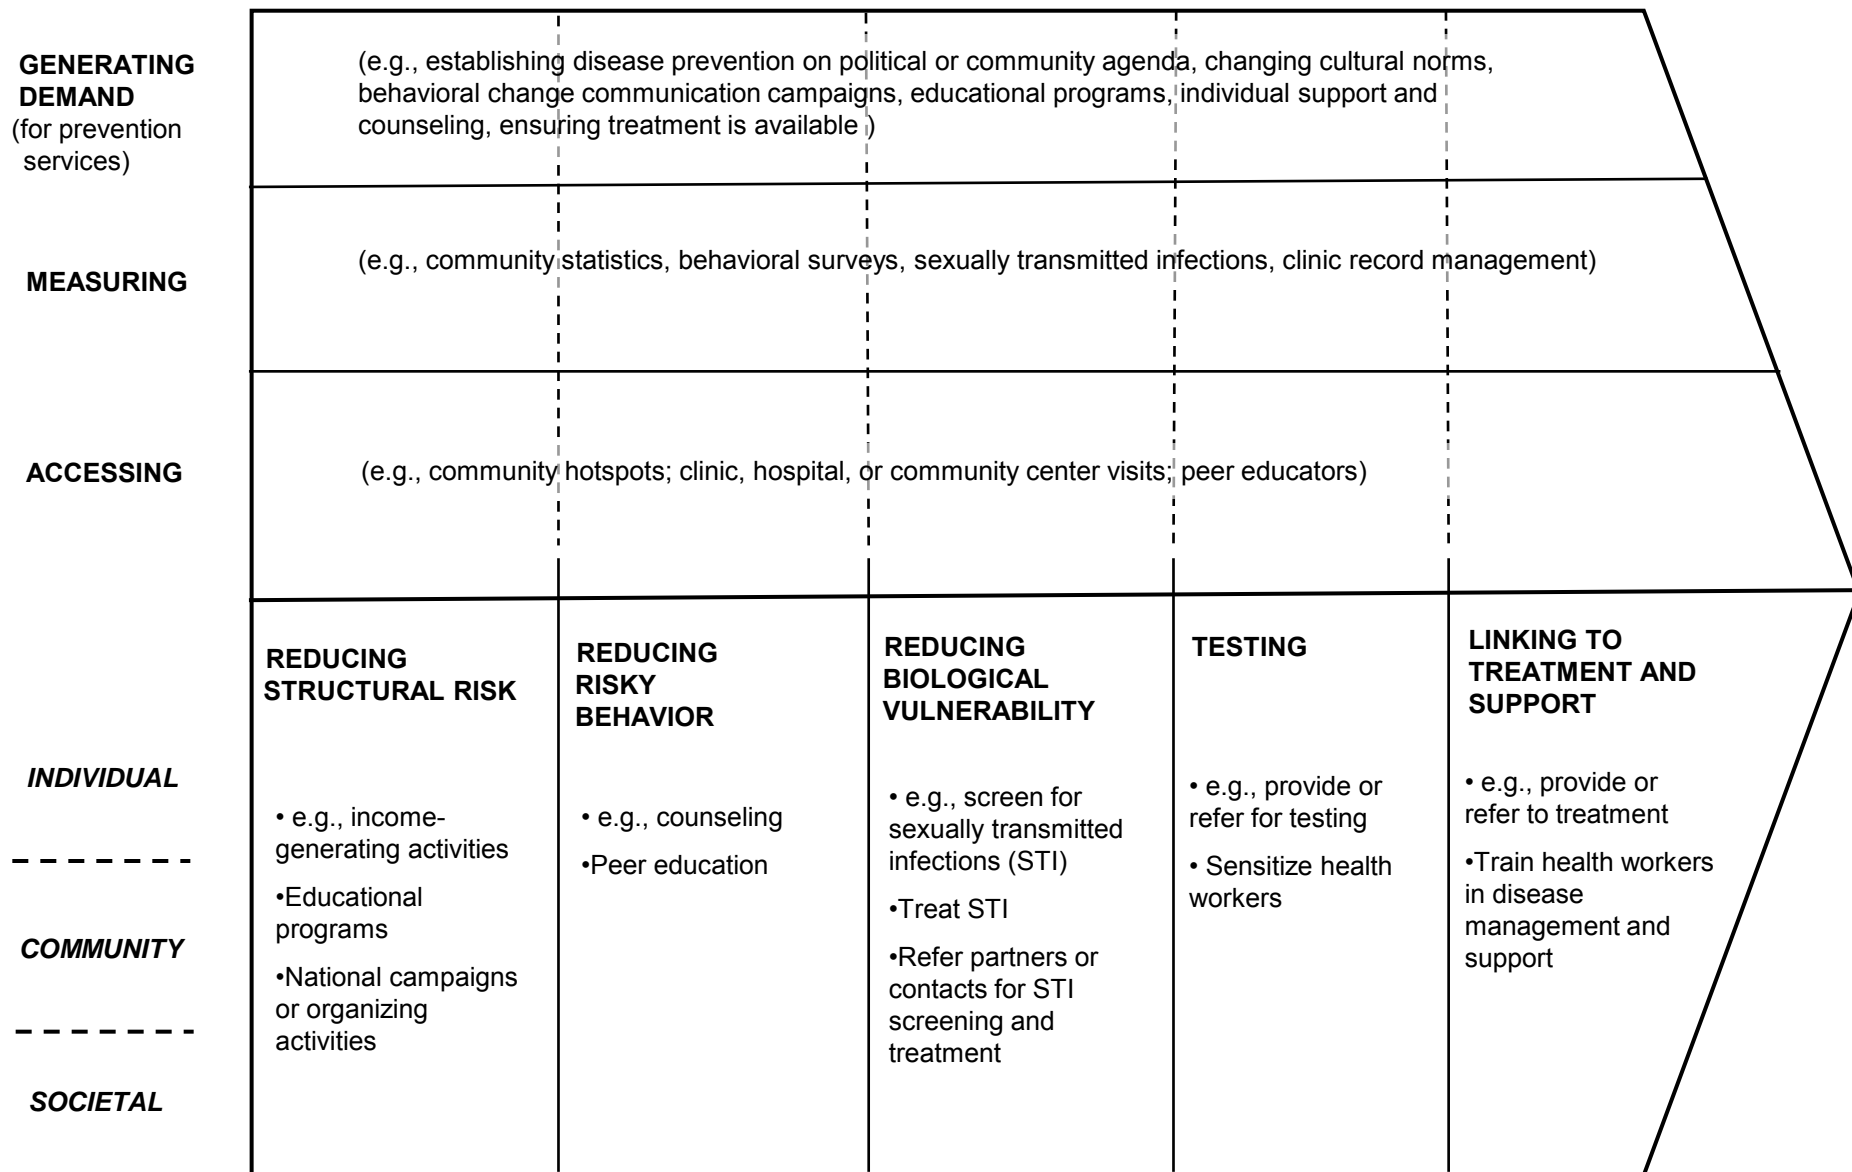 GENERATING
DEMAND
(for prevention
services)
(e.g., establishing disease prevention on political or community agenda, changing cultural norms,
behavioral change communication campaigns, educational programs, individual support and
counseling, ensuring treatment is available )
MEASURING
(e.g., community statistics, behavioral surveys, sexually transmitted infections, clinic record management)
ACCESSING
(e.g., community hotspots; clinic, hospital, or community center visits; peer educators)
REDUCING
STRUCTURAL RISK
• e.g., income-
generating activities
•Educational
programs
•National campaigns
or organizing
activities
REDUCING
RISKY
BEHAVIOR
• e.g., counseling
•Peer education
REDUCING
BIOLOGICAL
VULNERABILITY
• e.g., screen for
sexually transmitted
infections (STI)
•Treat STI
•Refer partners or
contacts for STI
screening and
treatment
TESTING
• e.g., provide or
refer for testing
• Sensitize health
workers
LINKING TO
TREATMENT AND
SUPPORT
• e.g., provide or
refer to treatment
•Train health workers
in disease
management and
support
INDIVIDUAL
COMMUNITY
SOCIETAL